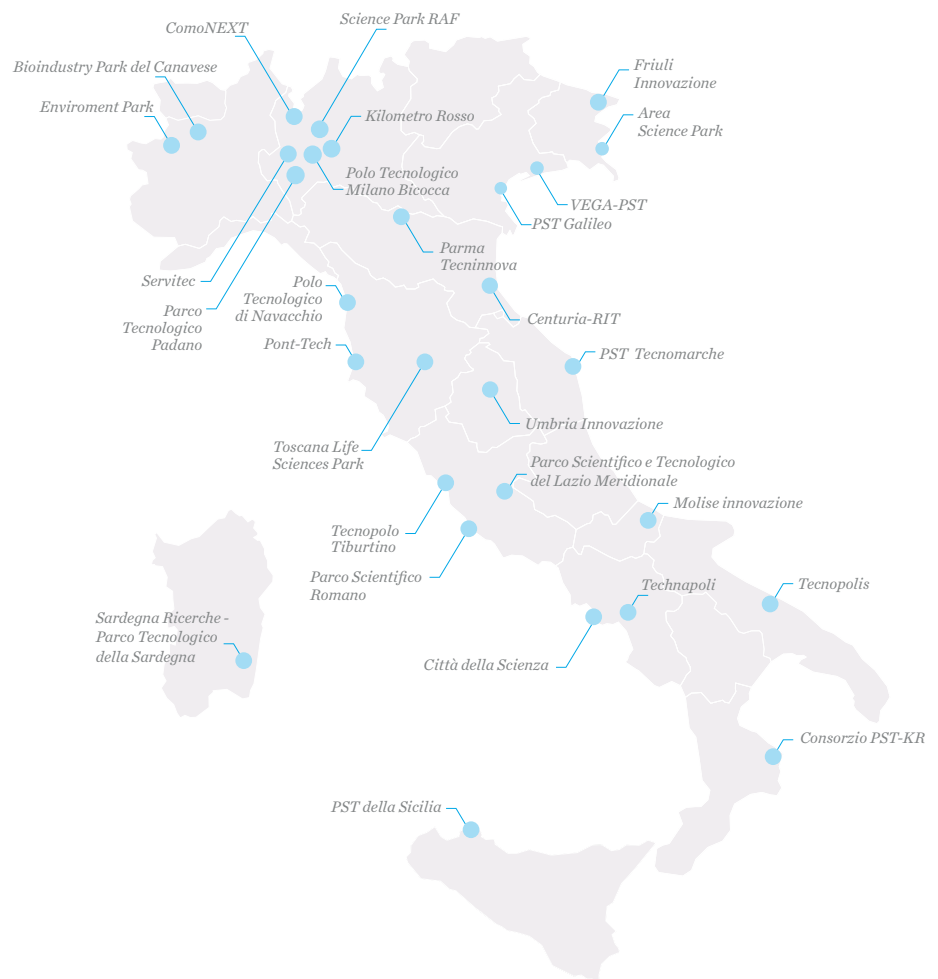 Science Park RAF
ComoNEXT
Bioindustry Park del Canavese
Enviroment Park
Kilometro Rosso
Friuli
Innovazione
Area
Science Park
Polo Tecnologico
Milano Bicocca
VEGA-PST
PST Galileo
Parma
Tecninnova
Servitec
Polo
Tecnologico
di Navacchio
Parco
Tecnologico
Padano
Centuria-RIT
Pont-Tech
PST Tecnomarche
Umbria Innovazione
Toscana Life
Sciences Park
Parco Scientifico e Tecnologico
del Lazio Meridionale
Molise innovazione
Tecnopolo
Tiburtino
Parco Scientifico
Romano
Technapoli
Tecnopolis
Sardegna Ricerche -
Parco Tecnologico
della Sardegna
Città della Scienza
Consorzio PST-KR
PST della Sicilia